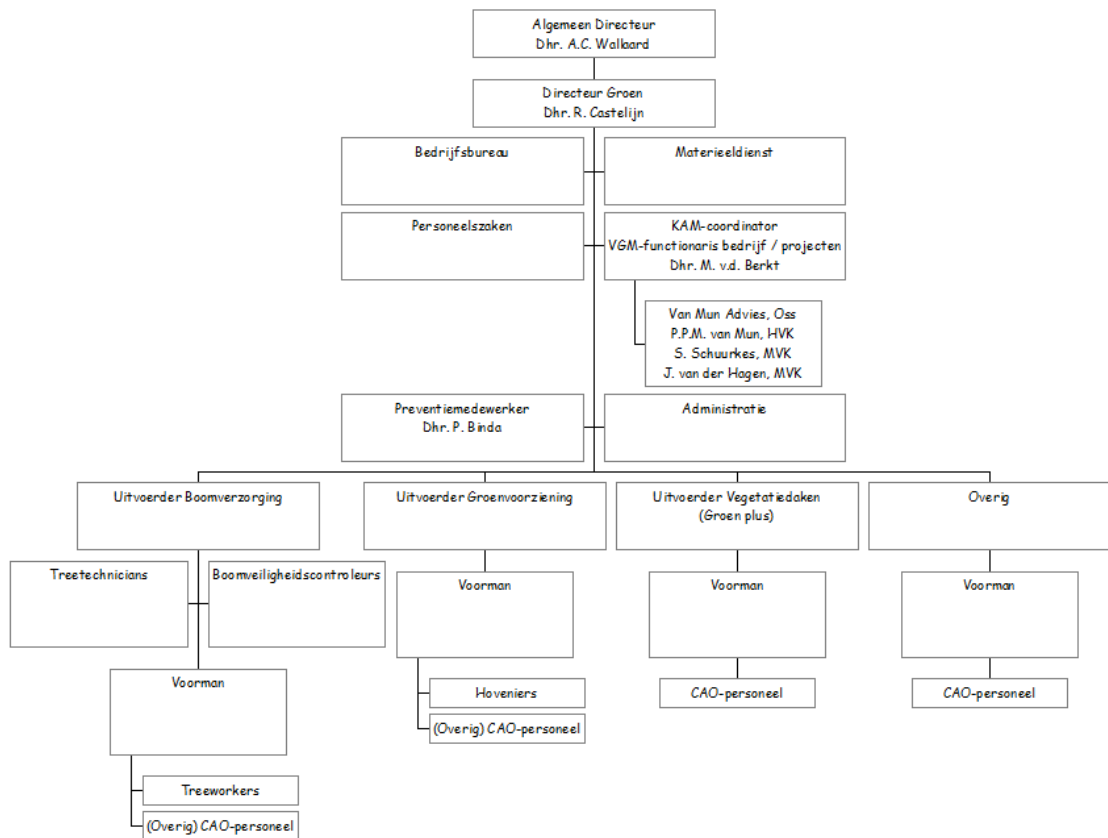 Algemeen Directeur
Dhr. A.C. Wallaard
Directeur Groen
Dhr. R. Castelijn
Bedrijfsbureau
Materieeldienst
Personeelszaken
KAM-coordinator
VGM-functionaris bedrijf / projecten
Dhr. M. v.d. Berkt
Van Mun Advies, Oss
P.P.M. van Mun, HVK
S. Schuurkes, MVK
J. van der Hagen, MVK
Preventiemedewerker
Dhr. P. Binda
Administratie
Uitvoerder Boomverzorging
Uitvoerder Groenvoorziening
Uitvoerder Vegetatiedaken
(Groen plus)
Overig
Treetechnicians
Boomveiligheidscontroleurs
Voorman
Voorman
Voorman
Voorman
Hoveniers
(Overig) CAO-personeel
CAO-personeel
CAO-personeel
Treeworkers
(Overig) CAO-personeel